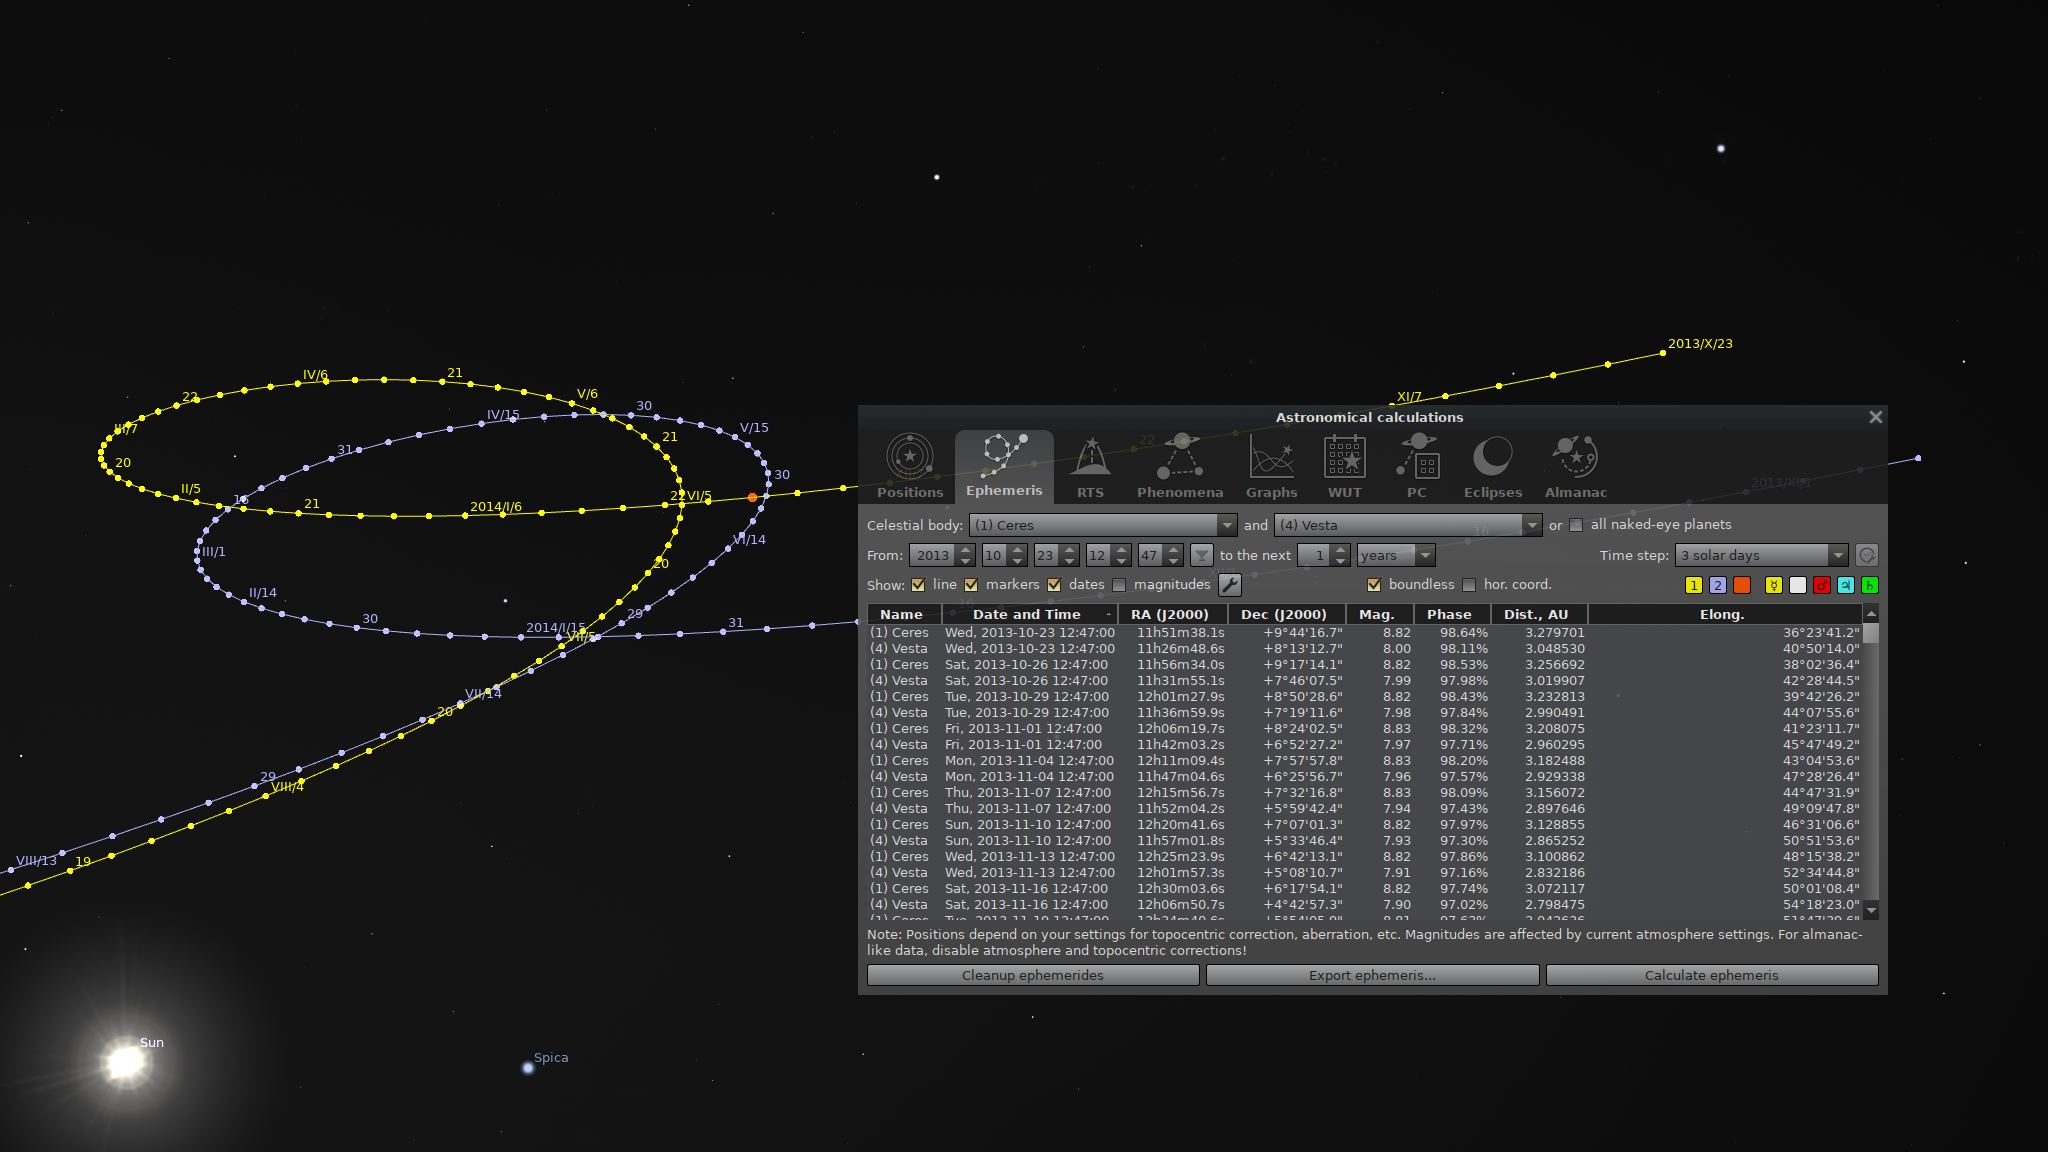 2013/X/23
IV/6
21
22
V/6
XI/7
IV/15
30
III/7
V/15
21
22
31
20
30
II/5
2013/XI/1
16
22
VI/5
21
2014/I/6
VI/14
III/1
20
II/14
30
29
2014/I/15
31
VII/5
VII/14
20
29
VIII/4
VIII/13
19
Sun
Spica
Astronomical calculations
Positions
Ephemeris
RTS
Phenomena
Graphs
WUT
PC
Eclipses
Almanac
Celestial body: (1) Ceres and (4) Vesta or all naked-eye planets
From: 2013 10 23 12 47 to the next 1 years Time step: 3 solar days
Show: line markers dates magnitudes boundless hor. coord. 1 2 ☿ ♂ ♃ ♄
Name Date and Time RA (J2000) Dec (J2000) Mag. Phase Dist., AU Elong.
(1) Ceres Wed, 2013-10-23 12:47:00 11h51m38.1s +9°44'16.7" 8.82 98.64% 3.279701 36°23'41.2"
(4) Vesta Wed, 2013-10-23 12:47:00 11h26m48.6s +8°13'12.7" 8.00 98.11% 3.048530 40°50'14.0"
(1) Ceres Sat, 2013-10-26 12:47:00 11h56m34.0s +9°17'14.1" 8.82 98.53% 3.256692 38°02'36.4"
(4) Vesta Sat, 2013-10-26 12:47:00 11h31m55.1s +7°46'07.5" 7.99 97.98% 3.019907 42°28'44.5"
(1) Ceres Tue, 2013-10-29 12:47:00 12h01m27.9s +8°50'28.6" 8.82 98.43% 3.232813 39°42'26.2"
(4) Vesta Tue, 2013-10-29 12:47:00 11h36m59.9s +7°19'11.6" 7.98 97.84% 2.990491 44°07'55.6"
(1) Ceres Fri, 2013-11-01 12:47:00 12h06m19.7s +8°24'02.5" 8.83 98.32% 3.208075 41°23'11.7"
(4) Vesta Fri, 2013-11-01 12:47:00 11h42m03.2s +6°52'27.2" 7.97 97.71% 2.960295 45°47'49.2"
(1) Ceres Mon, 2013-11-04 12:47:00 12h11m09.4s +7°57'57.8" 8.83 98.20% 3.182488 43°04'53.6"
(4) Vesta Mon, 2013-11-04 12:47:00 11h47m04.6s +6°25'56.7" 7.96 97.57% 2.929338 47°28'26.4"
(1) Ceres Thu, 2013-11-07 12:47:00 12h15m56.7s +7°32'16.8" 8.83 98.09% 3.156072 44°47'31.9"
(4) Vesta Thu, 2013-11-07 12:47:00 11h52m04.2s +5°59'42.4" 7.94 97.43% 2.897646 49°09'47.8"
(1) Ceres Sun, 2013-11-10 12:47:00 12h20m41.6s +7°07'01.3" 8.82 97.97% 3.128855 46°31'06.6"
(4) Vesta Sun, 2013-11-10 12:47:00 11h57m01.8s +5°33'46.4" 7.93 97.30% 2.865252 50°51'53.6"
(1) Ceres Wed, 2013-11-13 12:47:00 12h25m23.9s +6°42'13.1" 8.82 97.86% 3.100862 48°15'38.2"
(4) Vesta Wed, 2013-11-13 12:47:00 12h01m57.3s +5°08'10.7" 7.91 97.16% 2.832186 52°34'44.8"
(1) Ceres Sat, 2013-11-16 12:47:00 12h30m03.6s +6°17'54.1" 8.82 97.74% 3.072117 50°01'08.4"
(4) Vesta Sat, 2013-11-16 12:47:00 12h06m50.7s +4°42'57.3" 7.90 97.02% 2.798475 54°18'23.0"
Note: Positions depend on your settings for topocentric correction, aberration, etc. Magnitudes are affected by current atmosphere settings. For almanac-
like data, disable atmosphere and topocentric corrections!
Cleanup ephemerides
Export ephemeris...
Calculate ephemeris